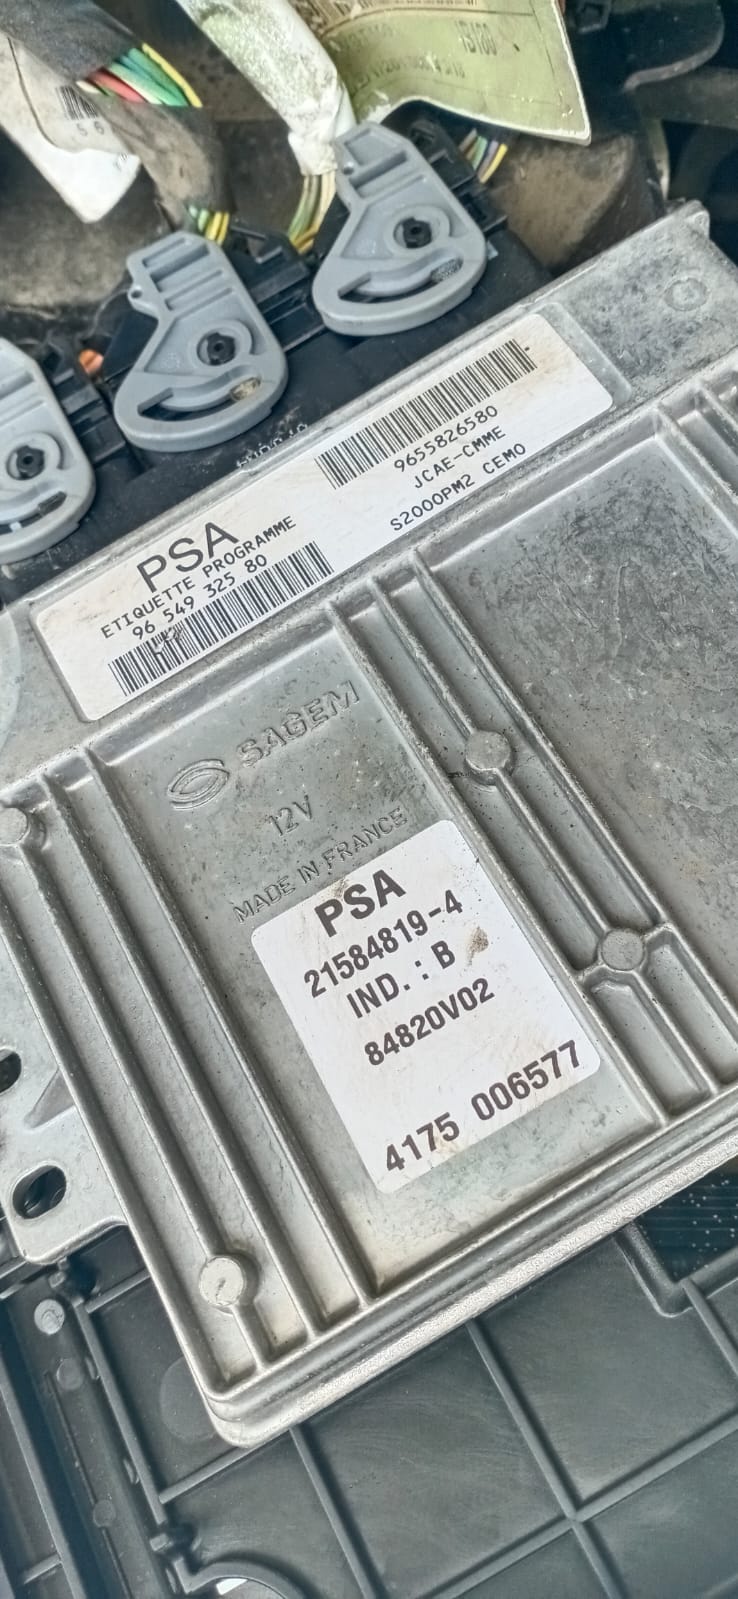 PSA
ETIQUETTE PROGRAMME
96 549 325 80
9655826580
JCAE-CMME
S2000PM2 CEMO
SAGEM
12V
MADE IN FRANCE
PSA
21584819-4
IND. : B
84820V02
4175 006577